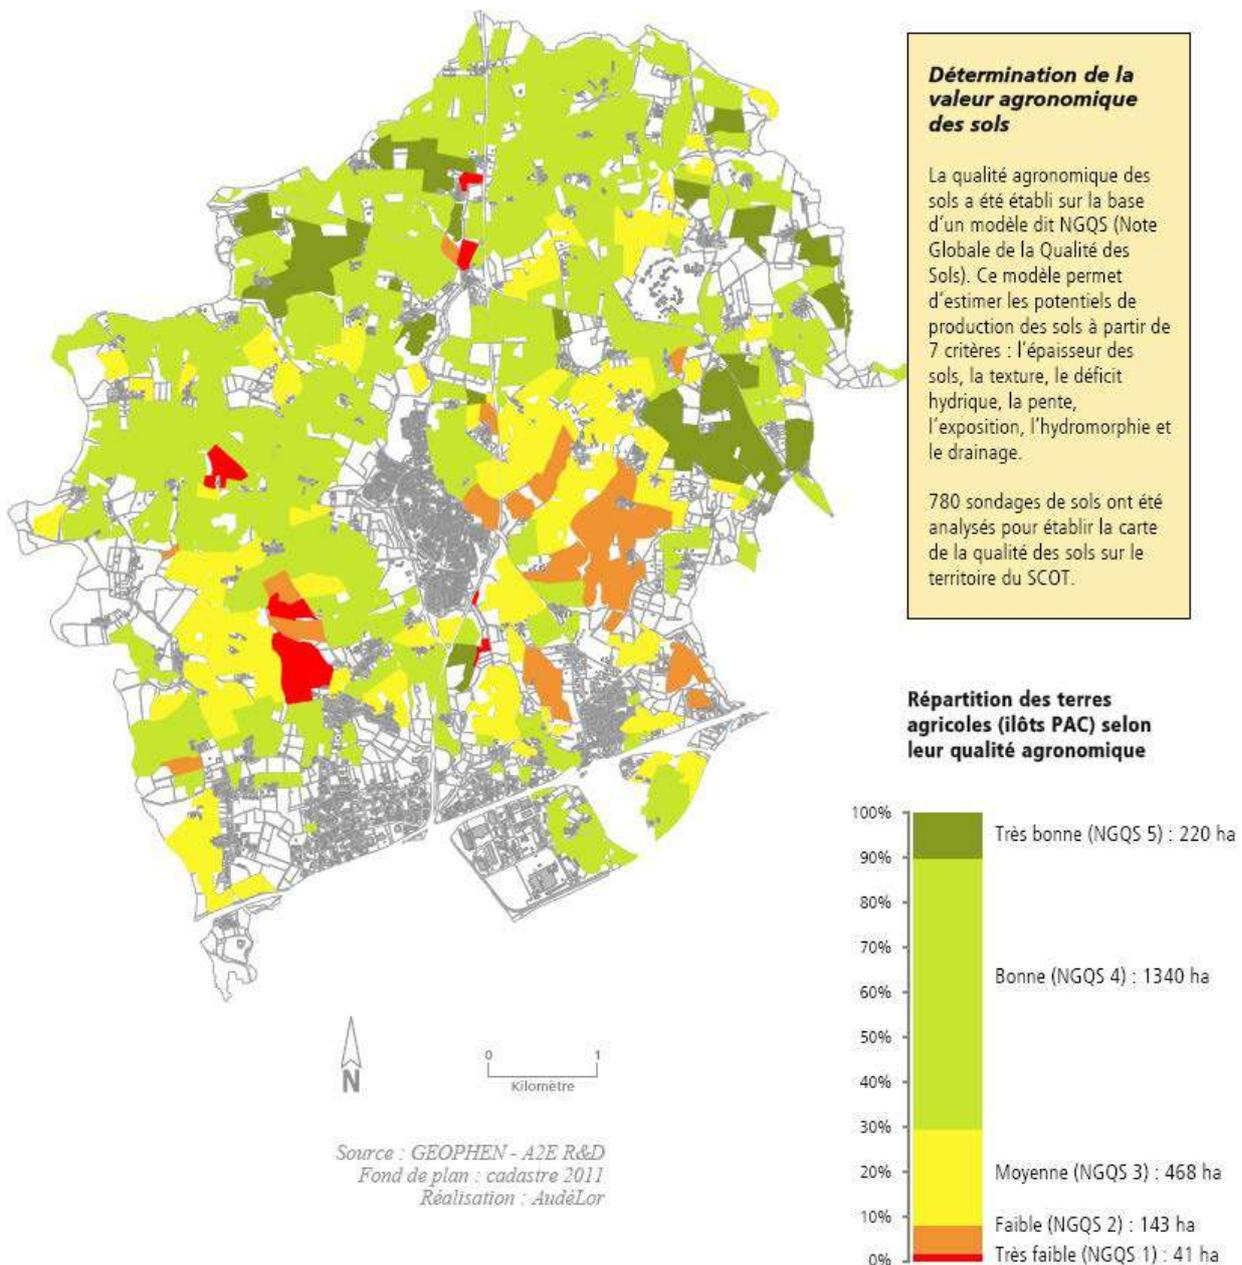 Détermination de la
valeur agronomique
des sols
La qualité agronomique des
sols a été établi sur la base
d'un modèle dit NGQS (Note
Globale de la Qualité des
Sols). Ce modèle permet
d'estimer les potentiels de
production des sols à partir de
7 critères : l'épaisseur des
sols, la texture, le déficit
hydrique, la pente,
l'exposition, l'hydromorphie et
le drainage.
780 sondages de sols ont été
analysés pour établir la carte
de la qualité des sols sur le
territoire du SCOT.
Répartition des terres
agricoles (ilôts PAC) selon
leur qualité agronomique
100%
Très bonne (NGQS 5) : 220 ha
90%
80%
70%
Bonne (NGQS 4) : 1340 ha
60%
50%
40%
30%
20%
Moyenne (NGQS 3) : 468 ha
10%
Faible (NGQS 2) : 143 ha
Très faible (NGQS 1) : 41 ha
0%
N
0 1
Kilomètre
Source : GEOPHEN - A2E R&D
Fond de plan : cadastre 2011
Réalisation : AudéLor